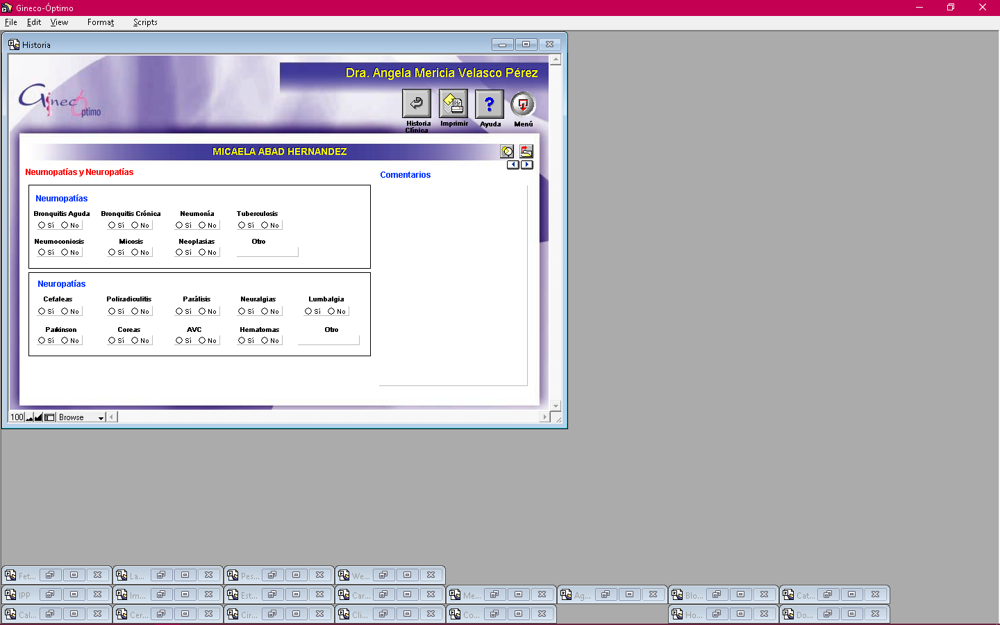 Gineco-Óptimo
File Edit View Format Scripts
Historia
Dra. Angela Mericia Velasco Pérez
Gineco Óptimo
Historia Clínica
Imprimir
Ayuda
Menú
MICAELA ABAD HERNANDEZ
Neumopatías y Neuropatías
Comentarios
Neumopatías
Bronquitis Aguda Bronquitis Crónica Neumonía Tuberculosis
Sí No Sí No Sí No Sí No
Neumoconiosis Micosis Neoplasias Otro
Sí No Sí No Sí No
Neuropatías
Cefaleas Poliradiculitis Parálisis Neuralgias Lumbalgia
Sí No Sí No Sí No Sí No Sí No
Parkinson Coreas AVC Hematomas Otro
Sí No Sí No Sí No Sí No
100 Browse
Fet... La... Pes... We...
IPP Im... Est... Car... Me... Ag... Blo... Cat...
Cal... Cer... Cir... Cli... Co... Ho... Do...